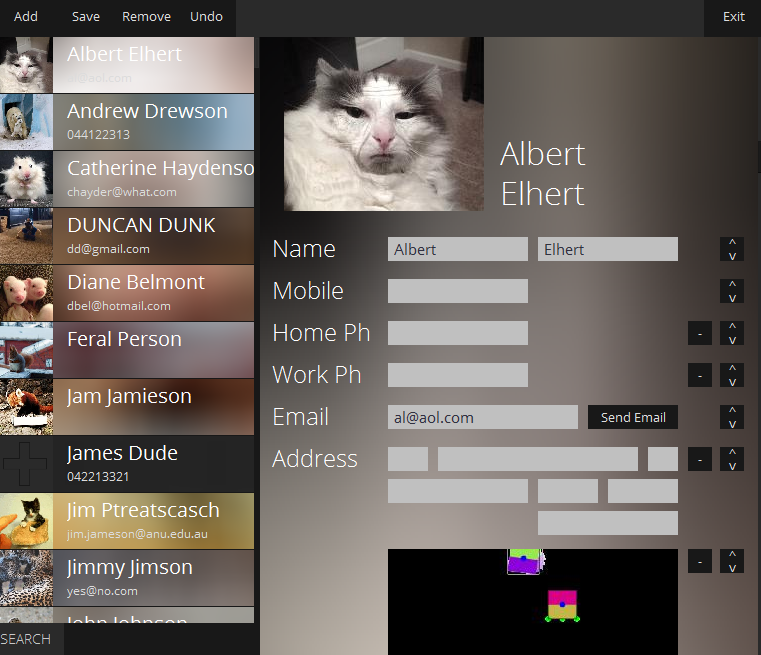 Add Save Remove Undo Exit
Albert Elhert
al@aol.com
Andrew Drewson
044122313
Catherine Haydenso
chayder@what.com
DUNCAN DUNK
dd@gmail.com
Diane Belmont
dbel@hotmail.com
Feral Person
Jam Jamieson
James Dude
042213321
Jim Ptreatscasch
jim.jameson@anu.edu.au
Jimmy Jimson
yes@no.com
John Johnson
SEARCH
Albert
Elhert
Name Albert Elhert ^ v
Mobile ^ v
Home Ph - ^ v
Work Ph - ^ v
Email al@aol.com Send Email ^ v
Address - ^ v
- ^ v